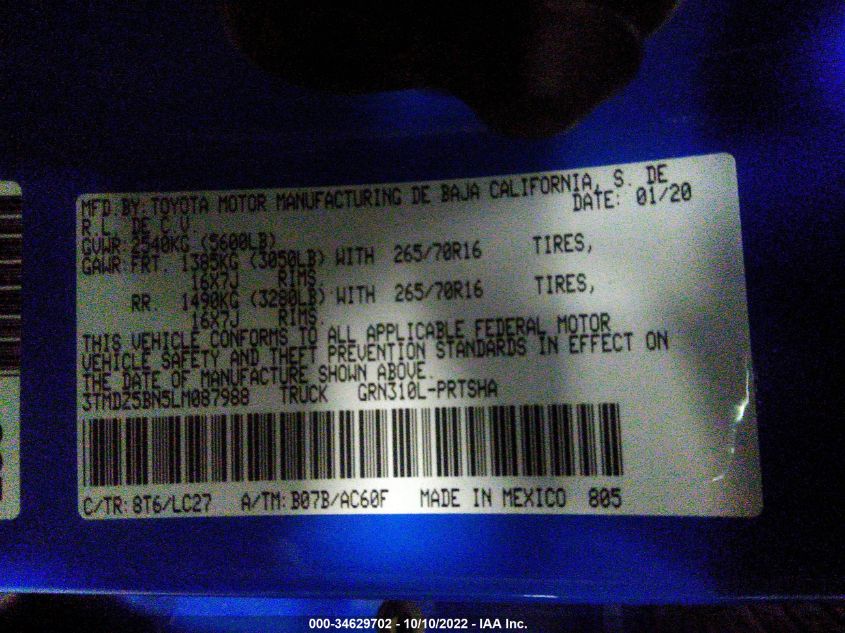 MFD.BY:TOYOTA MOTOR MANUFACTURING DE BAJA CALIFORNIA, S. DE
R.L. DE C.V. DATE: 01/20
GVWR:2540KG (5600LB)
GAWR:FRT. 1385KG (3050LB) WITH 265/70R16 TIRES,
16X7J RIMS.
RR. 1490KG (3280LB) WITH 265/70R16 TIRES,
16X7J RIMS.
THIS VEHICLE CONFORMS TO ALL APPLICABLE FEDERAL MOTOR
VEHICLE SAFETY AND THEFT PREVENTION STANDARDS IN EFFECT ON
THE DATE OF MANUFACTURE SHOWN ABOVE.
3TMDZ5BN5LM087988 TRUCK GRN310L-PRTSHA
C/TR:8T6/LC27 A/TM:B07B/AC60F MADE IN MEXICO 805
000-34629702 - 10/10/2022 - IAA Inc.